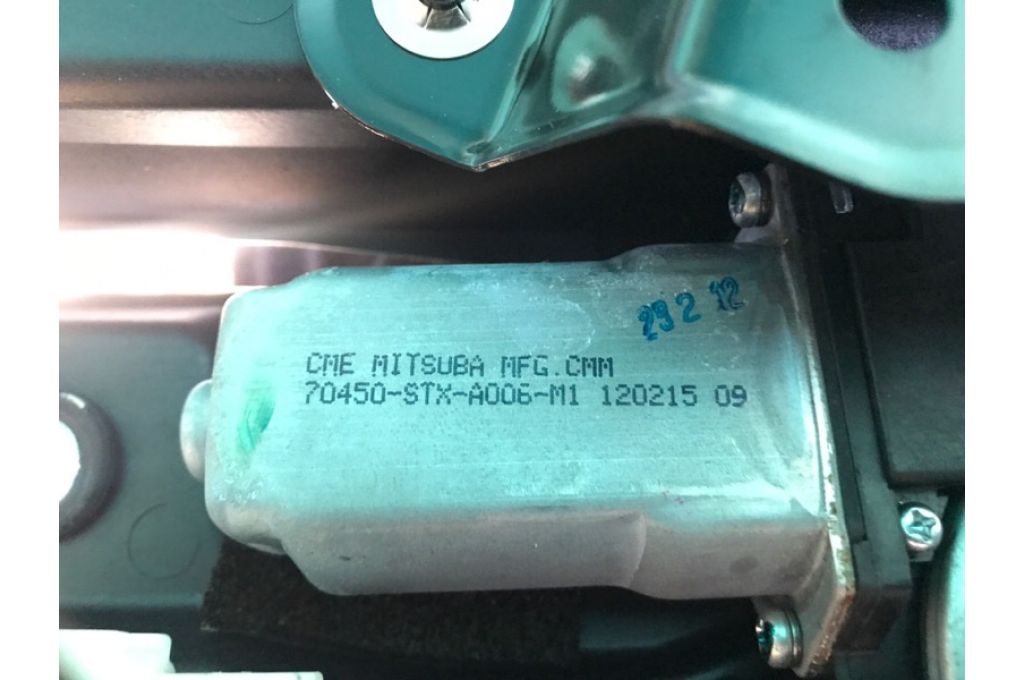 29 2 12
CME MITSUBA MFG.CMM
70450-STX-A006-M1 120215 09